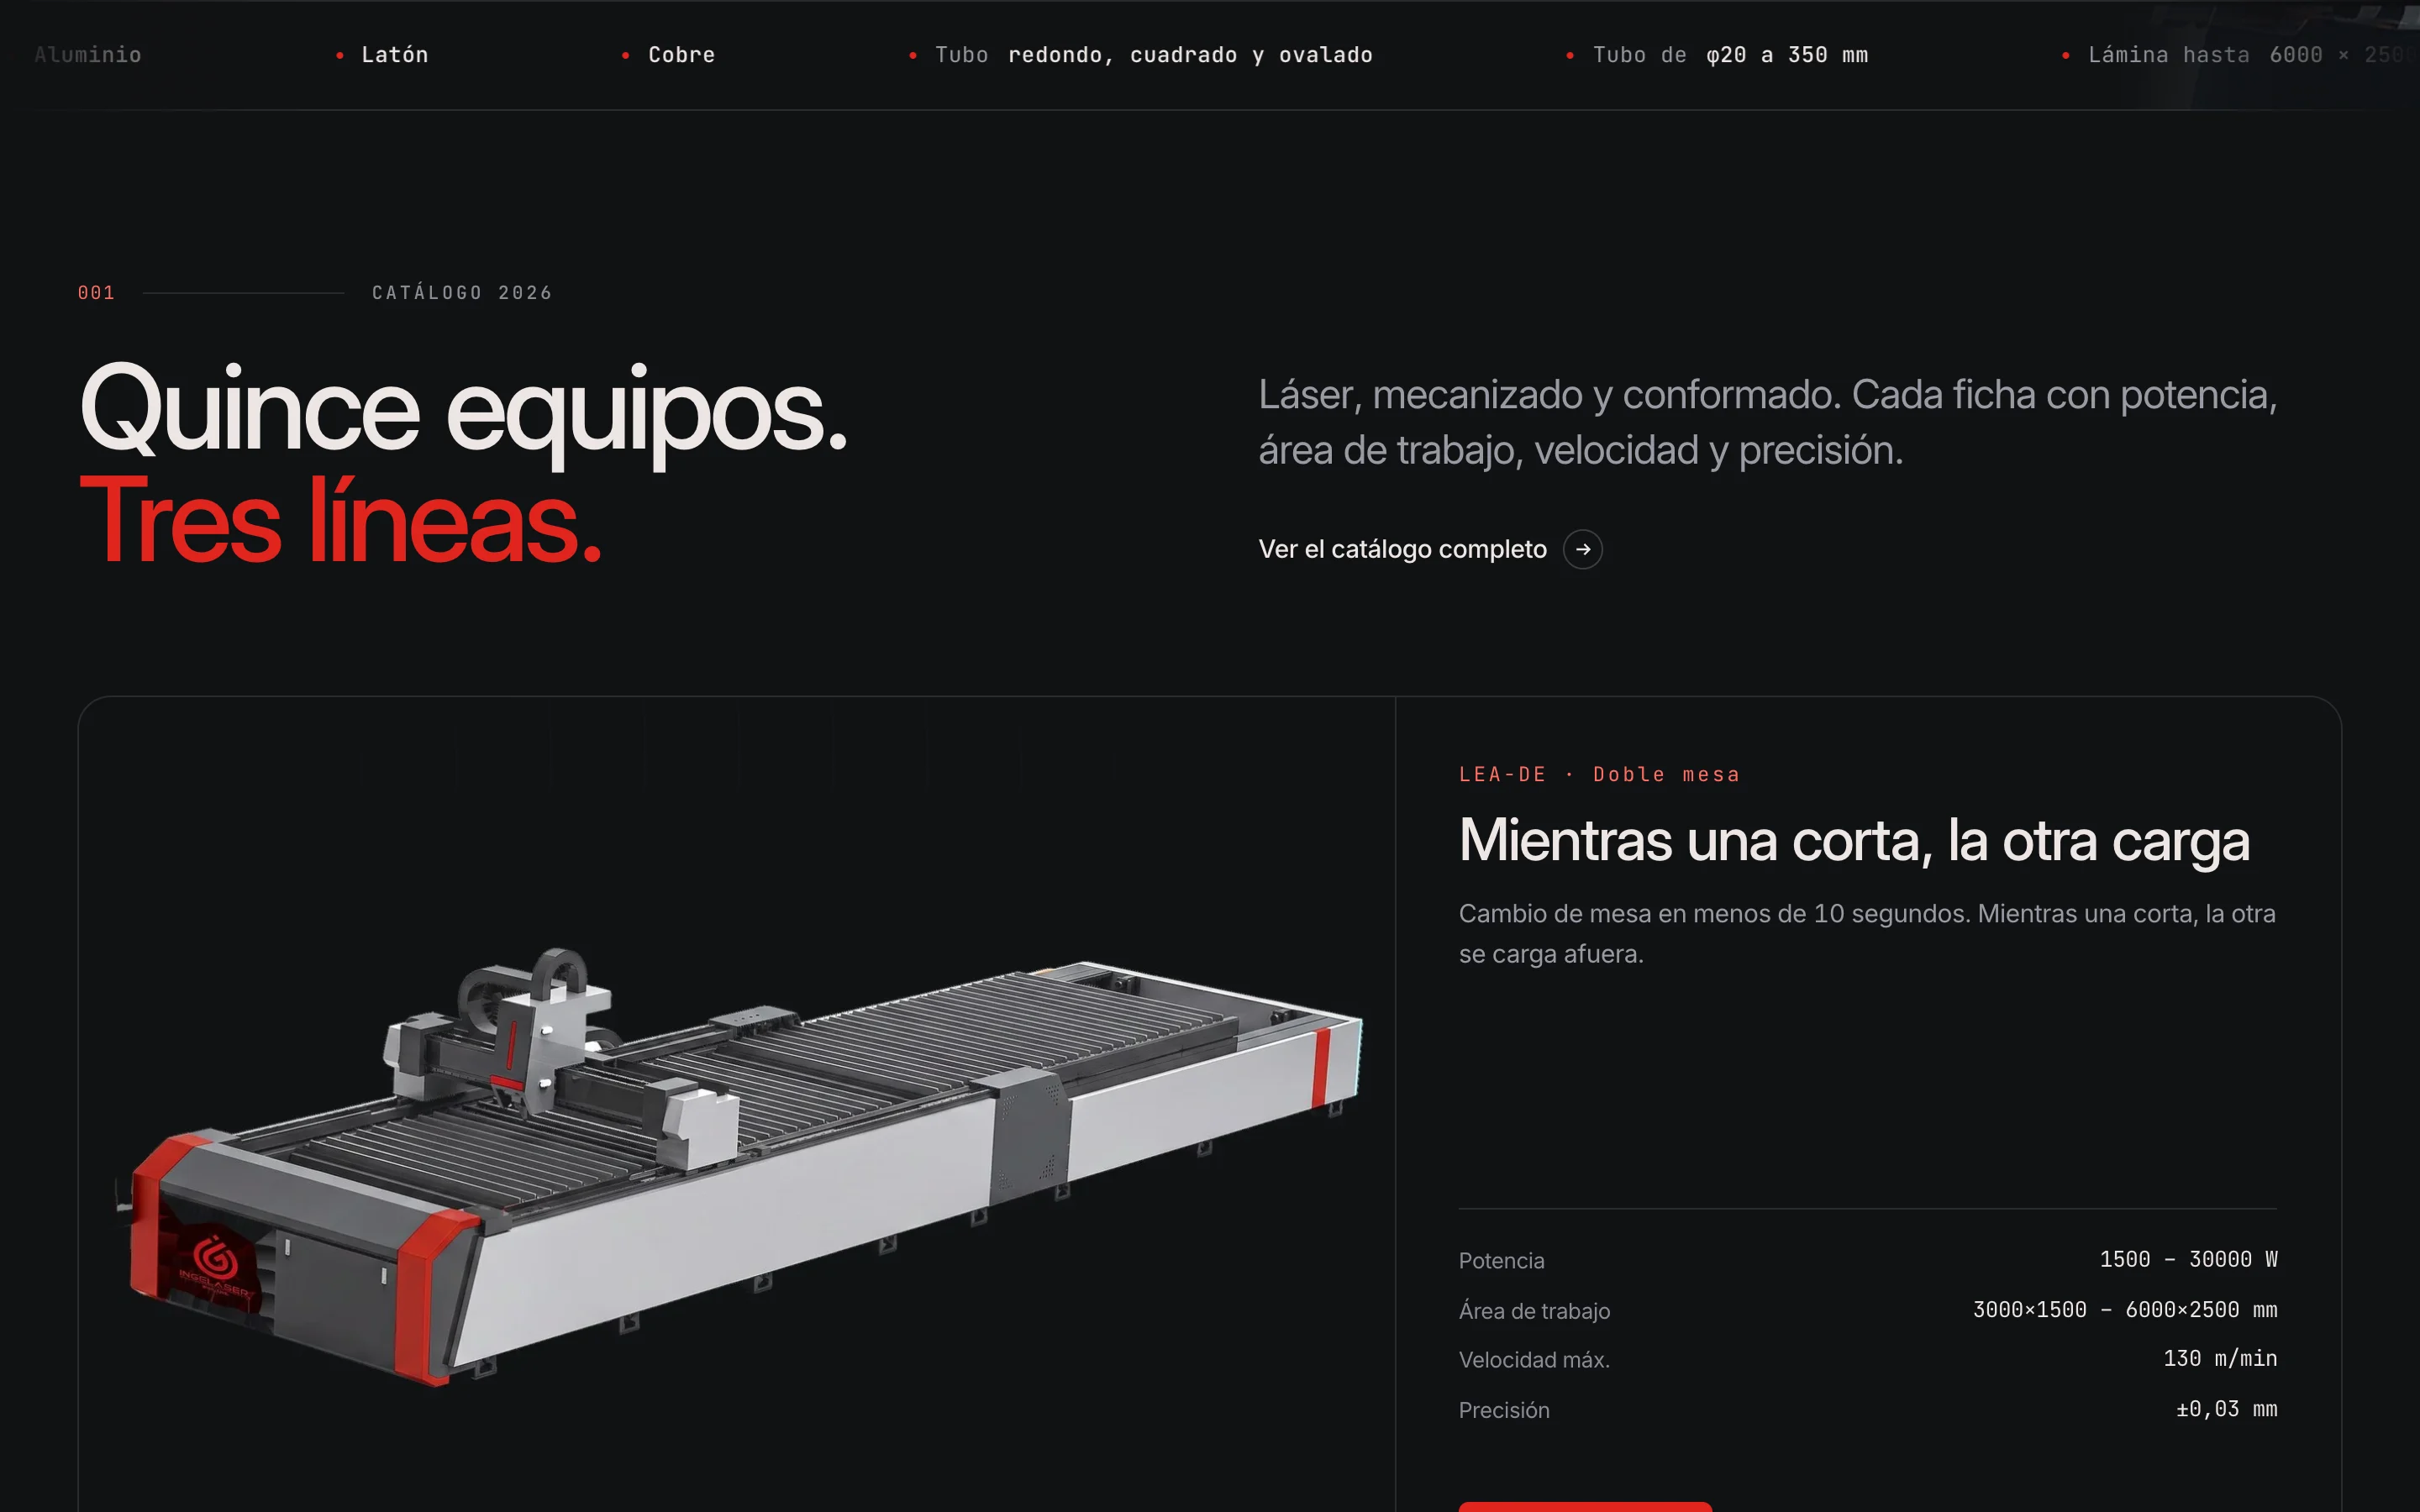 Aluminio • Latón • Cobre • Tubo redondo, cuadrado y ovalado • Tubo de φ20 a 350 mm • Lámina hasta 6000 × 2500
001 CATÁLOGO 2026
Quince equipos.
Tres líneas.
Láser, mecanizado y conformado. Cada ficha con potencia,
área de trabajo, velocidad y precisión.
Ver el catálogo completo →
LEA-DE · Doble mesa
Mientras una corta, la otra carga
Cambio de mesa en menos de 10 segundos. Mientras una corta, la otra
se carga afuera.
INGELASER
Potencia 1500 – 30000 W
Área de trabajo 3000×1500 – 6000×2500 mm
Velocidad máx. 130 m/min
Precisión ±0,03 mm